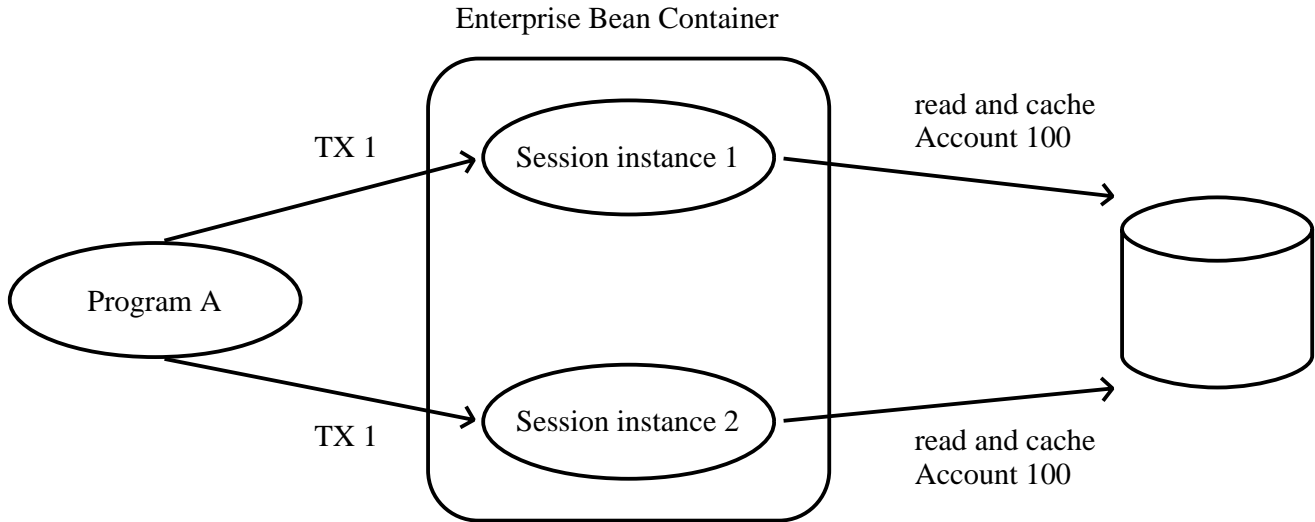 Enterprise Bean Container
read and cache
Account 100
TX 1
Session instance 1
Program A
TX 1
Session instance 2
read and cache
Account 100